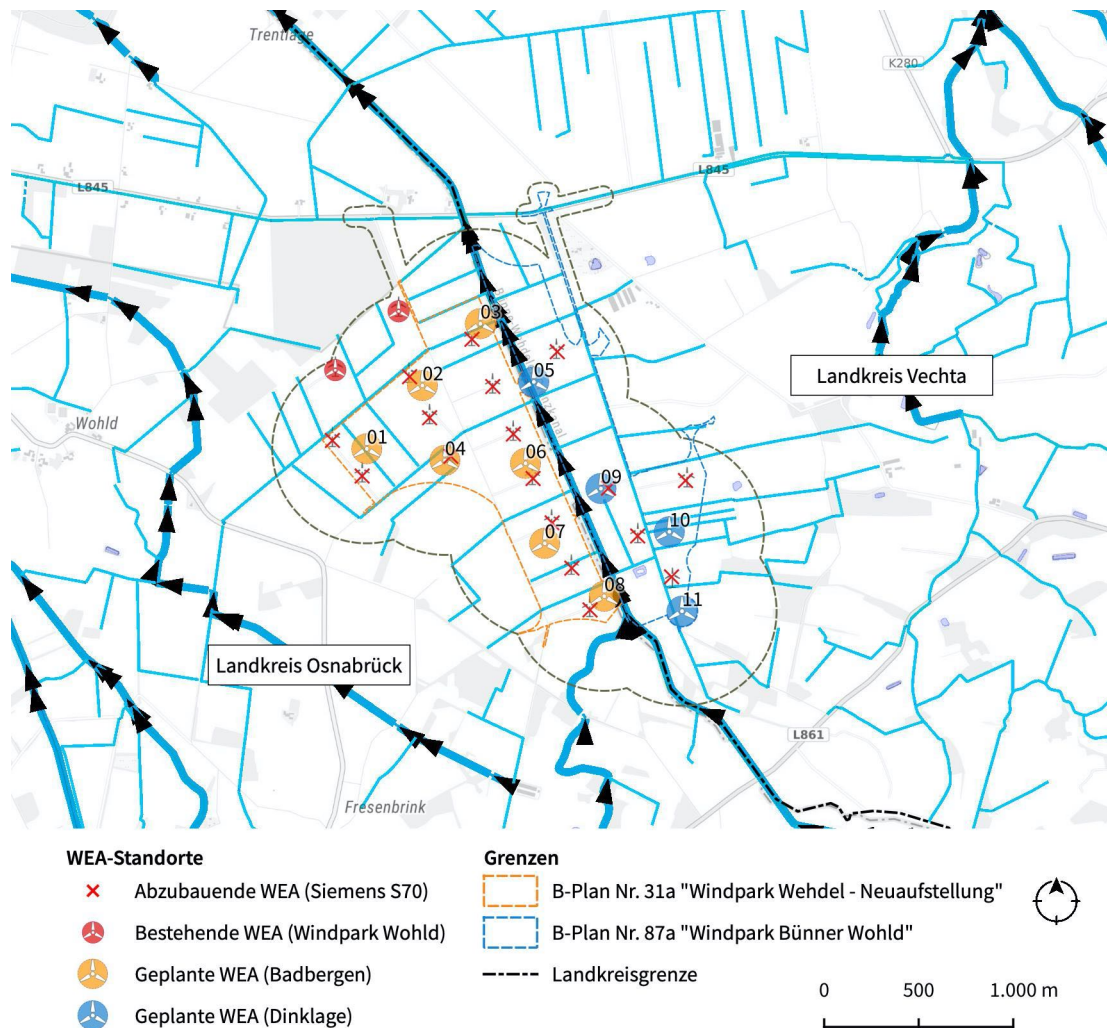 Trentlage
K280
L845
L845
03
Landkreis Vechta
02
05
Wohld
01
04
06
09
10
07
08
11
Landkreis Osnabrück
L861
Fresenbrink
WEA-Standorte
Abzubauende WEA (Siemens S70)
Bestehende WEA (Windpark Wohld)
Geplante WEA (Badbergen)
Geplante WEA (Dinklage)
Grenzen
B-Plan Nr. 31a "Windpark Wehdel - Neuaufstellung"
B-Plan Nr. 87a "Windpark Bünner Wohld"
Landkreisgrenze
0 500 1.000 m